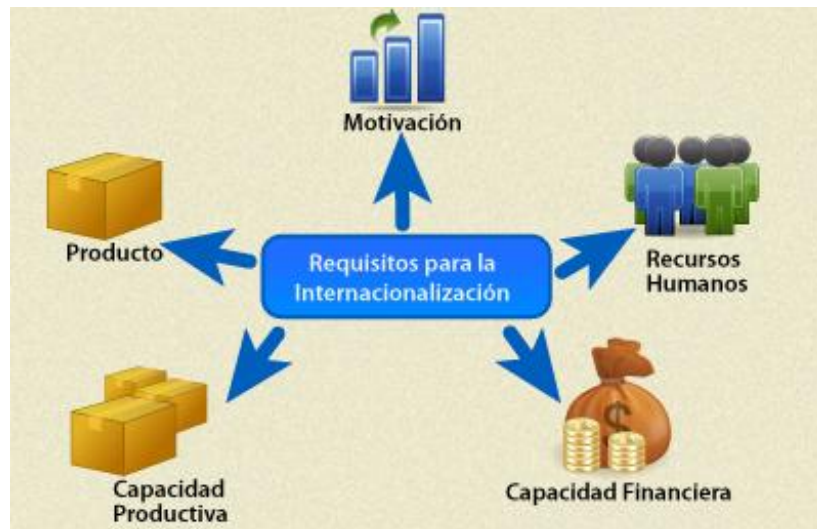 Motivación
Producto
Requisitos para la
Internacionalización
Recursos
Humanos
Capacidad
Productiva
$
Capacidad Financiera